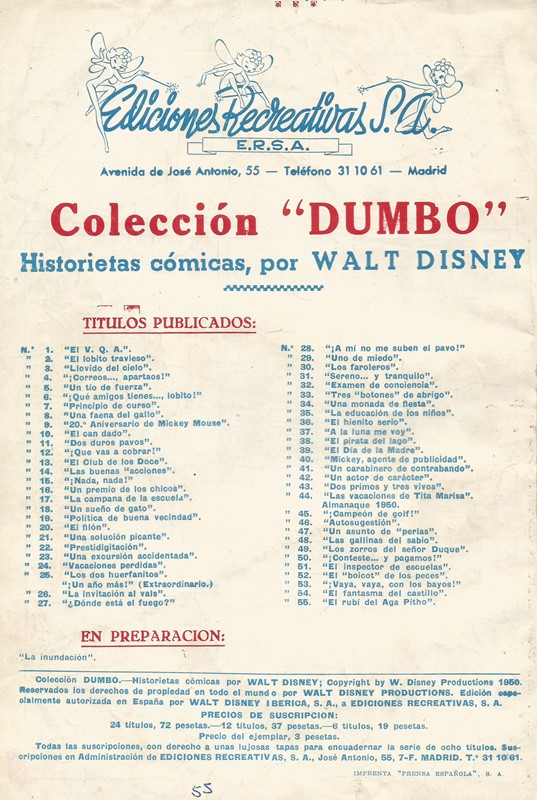 Ediciones Recreativas S.A.
E.R.S.A.
Avenida de José Antonio, 55 — Teléfono 31 10 61 — Madrid
Colección "DUMBO"
Historietas cómicas, por WALT DISNEY
TITULOS PUBLICADOS:
N.° 1. "El V. Q. A.".
" 2. "El lobito travieso".
" 3. "Llovido del cielo".
" 4. "¡Correos..., apartaos!"
" 5. "Un tío de fuerza".
" 6. "¡Qué amigos tienes..., lobito!"
" 7. "Principio de curso".
" 8. "Una faena del gallo".
" 9. "20.° Aniversario de Mickey Mouse".
" 10. "El can dado".
" 11. "Dos duros pavos".
" 12. "¡Que vas a cobrar!"
" 13. "El Club de los Doce".
" 14. "Las buenas "acciones".
" 15. "¡Nada, nada!"
" 16. "Un premio de los chicos".
" 17. "La campana de la escuela".
" 18. "Un sueño de gato".
" 19. "Política de buena vecindad".
" 20. "El filón".
" 21. "Una solución picante".
" 22. "Prestidigitación".
" 23. "Una excursión accidentada".
" 24. "Vacaciones perdidas".
" 25. "Los dos huerfanitos".
"¡Un año más!" (Extraordinario.)
" 26. "La invitación al vals".
" 27. "¿Dónde está el fuego?"
N.° 28. "¡A mí no me suben el pavo!"
" 29. "Uno de miedo".
" 30. "Los faroleros".
" 31. "Sereno... y tranquilo".
" 32. "Examen de conciencia".
" 33. "Tres "botones" de abrigo".
" 34. "Una monada de fiesta".
" 35. "La educación de los niños".
" 36. "El hienito serio".
" 37. "A la luna me voy".
" 38. "El pirata del lago".
" 39. "El Día de la Madre".
" 40. "Mickey, agente de publicidad".
" 41. "Un carabinero de contrabando".
" 42. "Un actor de carácter".
" 43. "Dos primos y tres vivos".
" 44. "Las vacaciones de Tita Marisa".
Almanaque 1950.
" 45. "¡Campeón de golf!"
" 46. "Autosugestión".
" 47. "Un asunto de "perlas".
" 48. "Las gallinas del sabio".
" 49. "Los zorros del señor Duque".
" 50. "¡Conteste... y pagamos!"
" 51. "El inspector de escuelas".
" 52. "El "boicot" de los peces".
" 53. "¡Vaya, vaya, con los bayos!"
" 54. "El fantasma del castillo".
" 55. "El rubí del Aga Pitho".
EN PREPARACION:
"La inundación".
Colección DUMBO.—Historietas cómicas por WALT DISNEY; Copyright by W. Disney Productions 1950.
Reservados los derechos de propiedad en todo el mundo por WALT DISNEY PRODUCTIONS. Edición espe-
cialmente autorizada en España por WALT DISNEY IBERICA, S. A., a EDICIONES RECREATIVAS, S. A.
PRECIOS DE SUSCRIPCION:
24 títulos, 72 pesetas.—12 títulos, 37 pesetas.—6 títulos, 19 pesetas.
Precio del ejemplar, 3 pesetas.
Todas las suscripciones, con derecho a unas lujosas tapas para encuadernar la serie de ocho títulos. Sus-
cripciones en Administración de EDICIONES RECREATIVAS, S. A., José Antonio, 55, 7-F. MADRID. T.° 31 10 61.
IMPRENTA "PRENSA ESPAÑOLA", S. A.
55